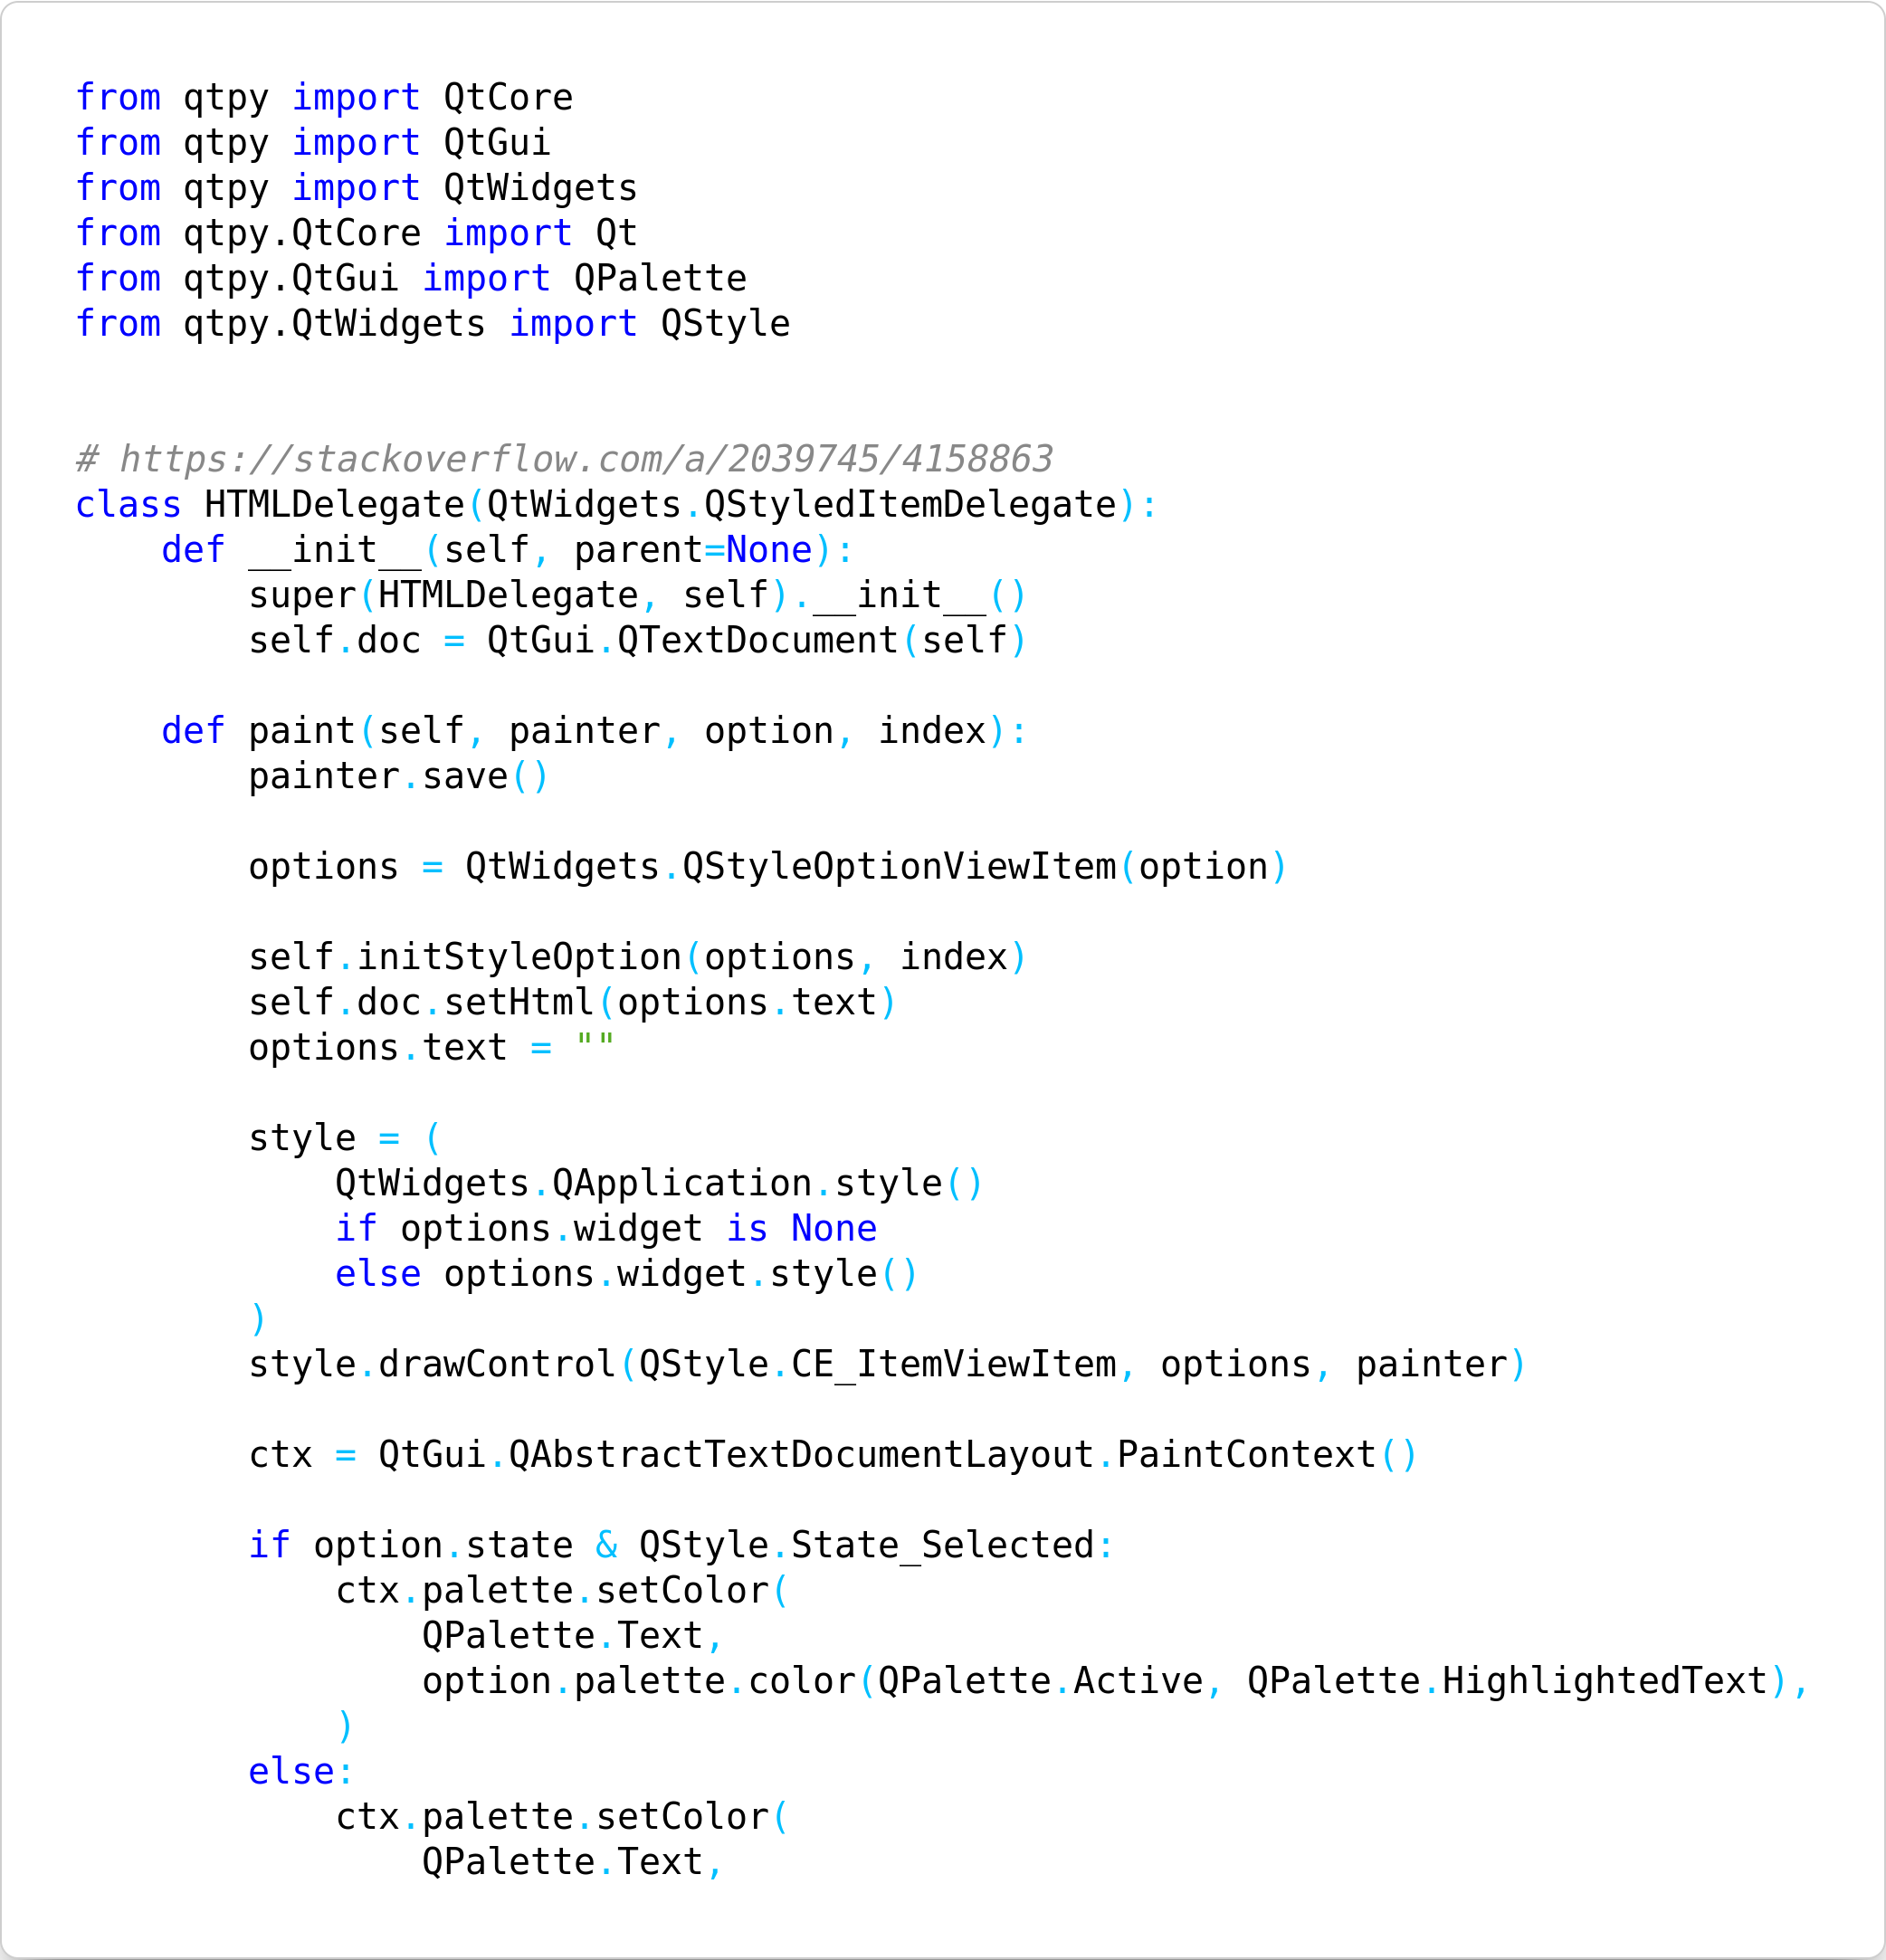 from qtpy import QtCore
from qtpy import QtGui
from qtpy import QtWidgets
from qtpy.QtCore import Qt
from qtpy.QtGui import QPalette
from qtpy.QtWidgets import QStyle


# https://stackoverflow.com/a/2039745/4158863
class HTMLDelegate(QtWidgets.QStyledItemDelegate):
    def __init__(self, parent=None):
        super(HTMLDelegate, self).__init__()
        self.doc = QtGui.QTextDocument(self)

    def paint(self, painter, option, index):
        painter.save()

        options = QtWidgets.QStyleOptionViewItem(option)

        self.initStyleOption(options, index)
        self.doc.setHtml(options.text)
        options.text = ""

        style = (
            QtWidgets.QApplication.style()
            if options.widget is None
            else options.widget.style()
        )
        style.drawControl(QStyle.CE_ItemViewItem, options, painter)

        ctx = QtGui.QAbstractTextDocumentLayout.PaintContext()

        if option.state & QStyle.State_Selected:
            ctx.palette.setColor(
                QPalette.Text,
                option.palette.color(QPalette.Active, QPalette.HighlightedText),
            )
        else:
            ctx.palette.setColor(
                QPalette.Text,